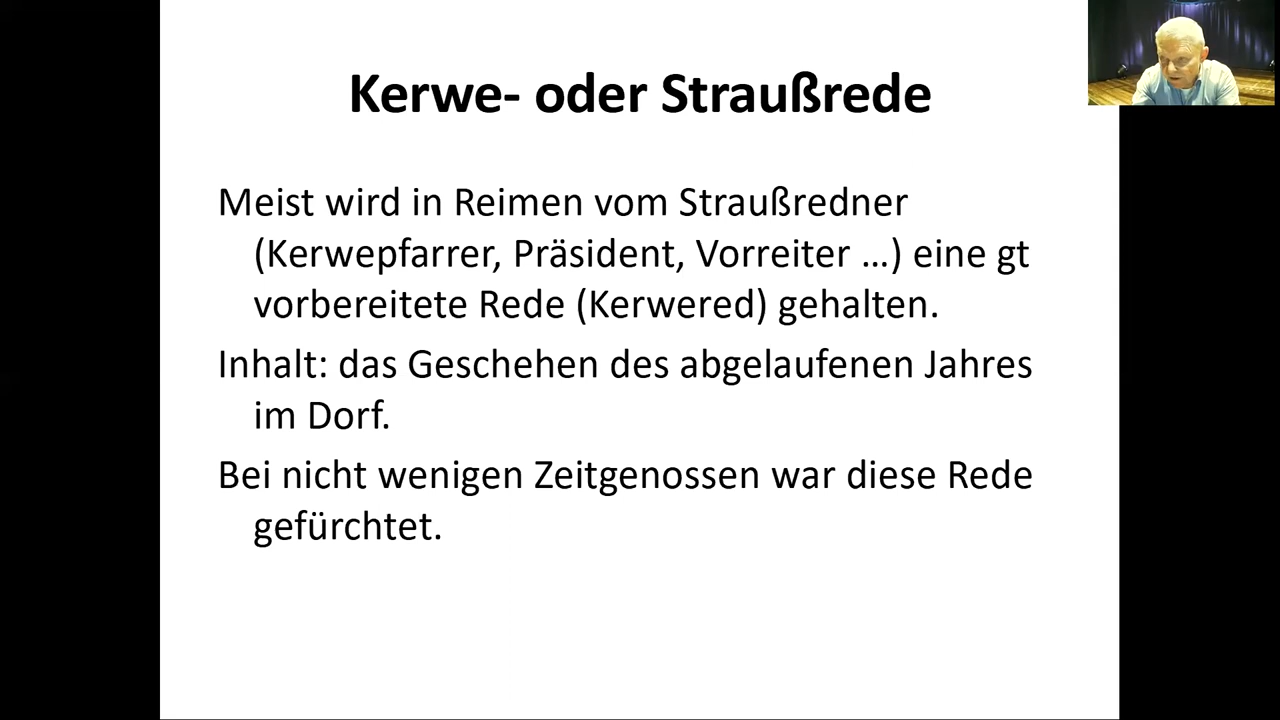 Kerwe- oder Straußrede
Meist wird in Reimen vom Straußredner
(Kerwepfarrer, Präsident, Vorreiter …) eine gt
vorbereitete Rede (Kerwered) gehalten.
Inhalt: das Geschehen des abgelaufenen Jahres
im Dorf.
Bei nicht wenigen Zeitgenossen war diese Rede
gefürchtet.